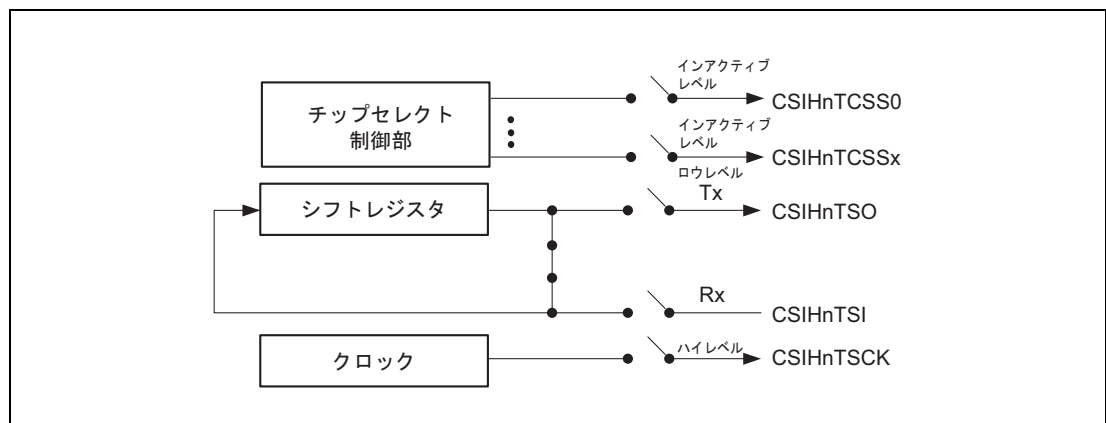 インアクティブ
レベル
チップセレクト
制御部
CSIHnTCSS0
インアクティブ
レベル
CSIHnTCSSx
ロウレベル
シフトレジスタ
Tx
CSIHnTSO
Rx
CSIHnTSI
クロック
ハイレベル
CSIHnTSCK